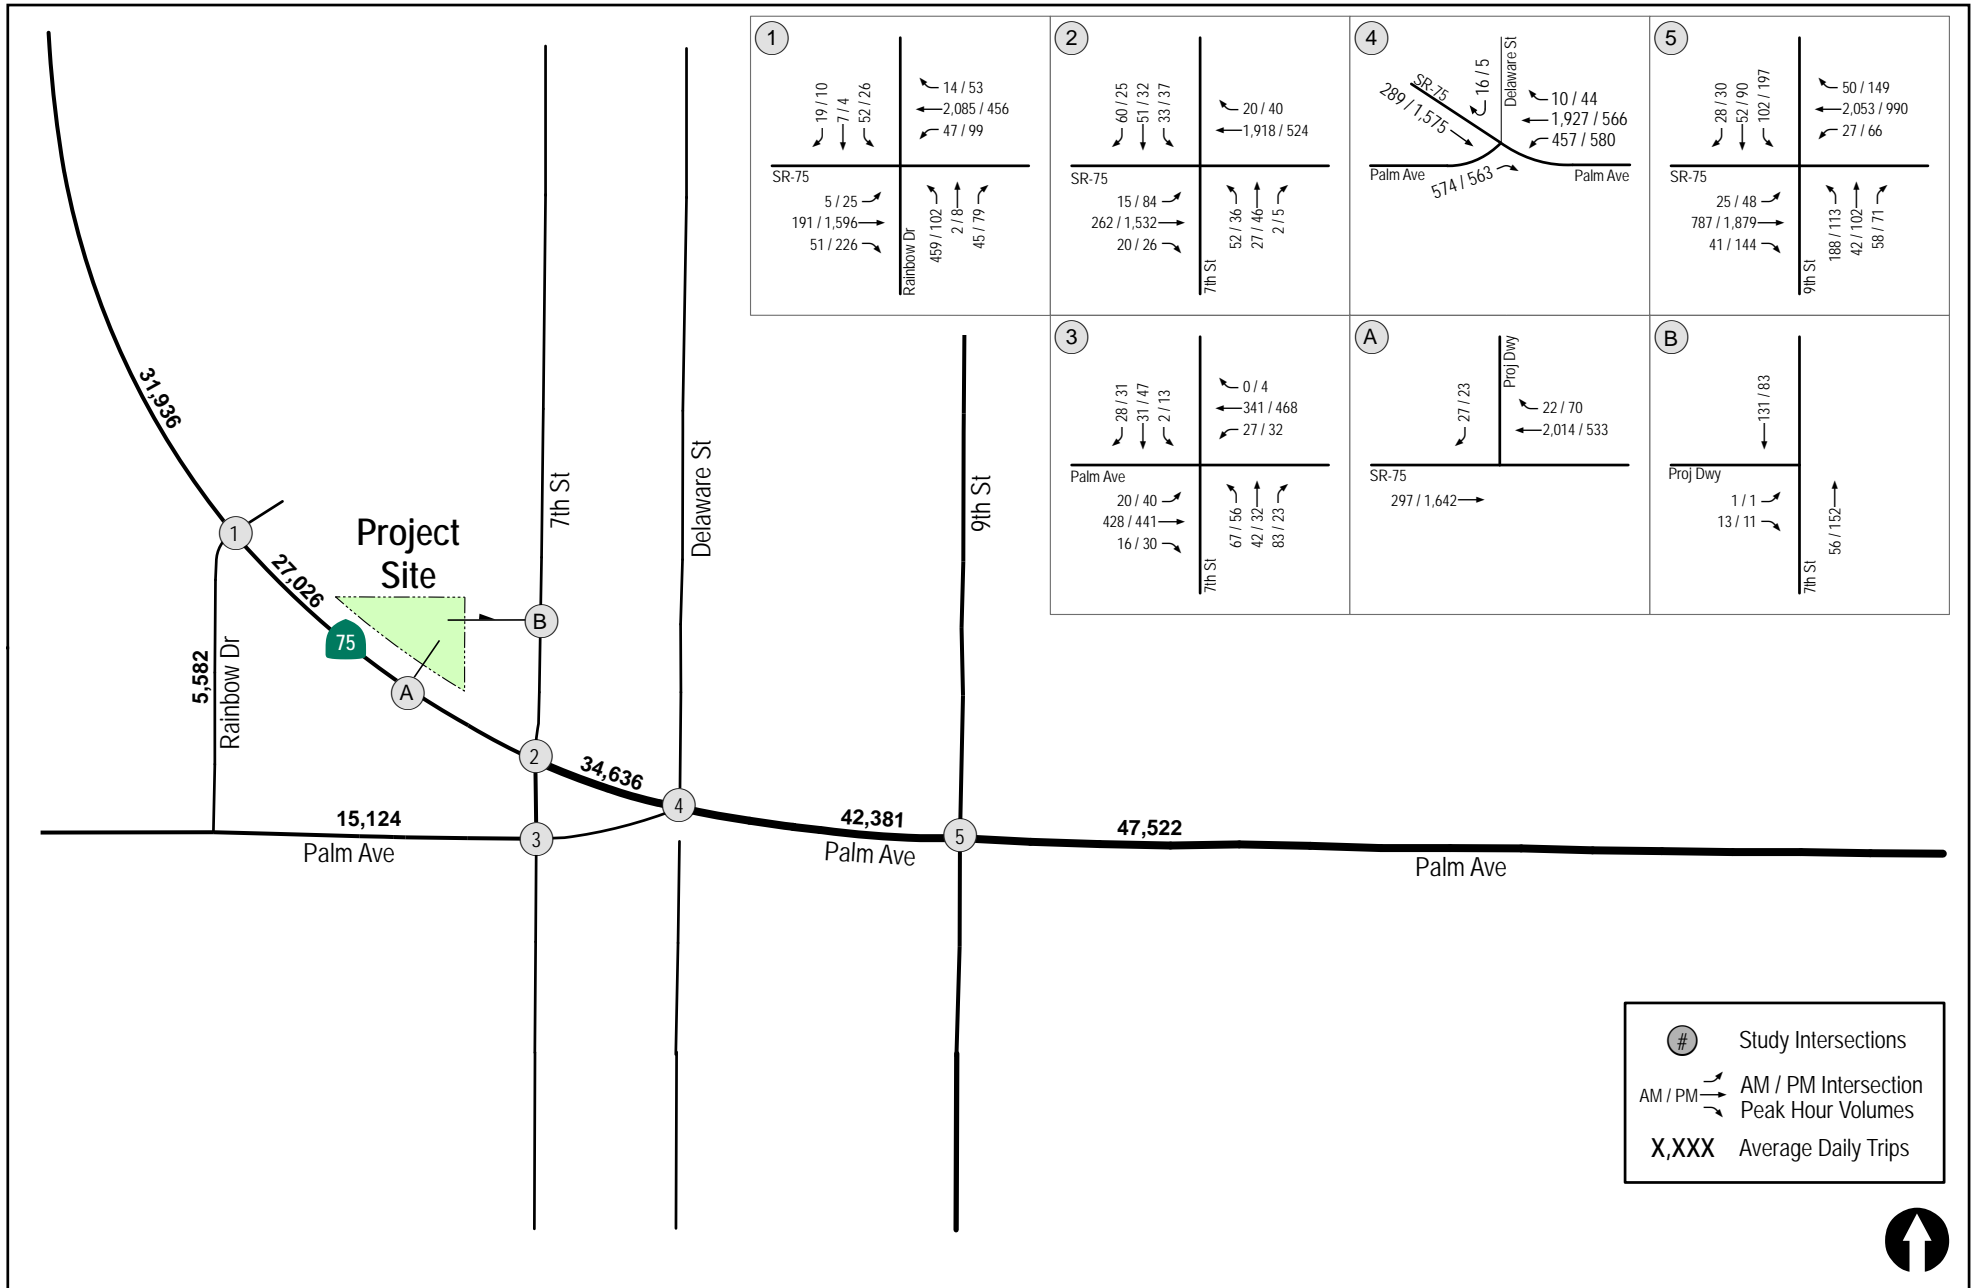 1
19 / 10
7 / 4
52 / 26
14 / 53
2,085 / 456
47 / 99
SR-75
5 / 25
191 / 1,596
51 / 226
Rainbow Dr
459 / 102
2 / 8
45 / 79
2
60 / 25
51 / 32
33 / 37
20 / 40
1,918 / 524
SR-75
15 / 84
262 / 1,532
20 / 26
7th St
52 / 36
27 / 46
2 / 5
4
SR-75
289 / 1,575
16 / 5
Delaware St
10 / 44
1,927 / 566
457 / 580
Palm Ave
574 / 563
Palm Ave
5
28 / 30
52 / 90
102 / 197
50 / 149
2,053 / 990
27 / 66
SR-75
25 / 48
787 / 1,879
41 / 144
9th St
188 / 113
42 / 102
58 / 71
3
28 / 31
31 / 47
2 / 13
0 / 4
341 / 468
27 / 32
Palm Ave
20 / 40
428 / 441
16 / 30
7th St
67 / 56
42 / 32
83 / 23
A
27 / 23
Proj Dwy
22 / 70
2,014 / 533
SR-75
297 / 1,642
B
131 / 83
Proj Dwy
1 / 1
13 / 11
7th St
56 / 152
31,936
1
27,026
Project
Site
75
A
B
7th St
Delaware St
9th St
5,582
Rainbow Dr
2
34,636
4
15,124
Palm Ave
3
42,381
Palm Ave
5
47,522
Palm Ave
# Study Intersections
AM / PM AM / PM Intersection
Peak Hour Volumes
X,XXX Average Daily Trips